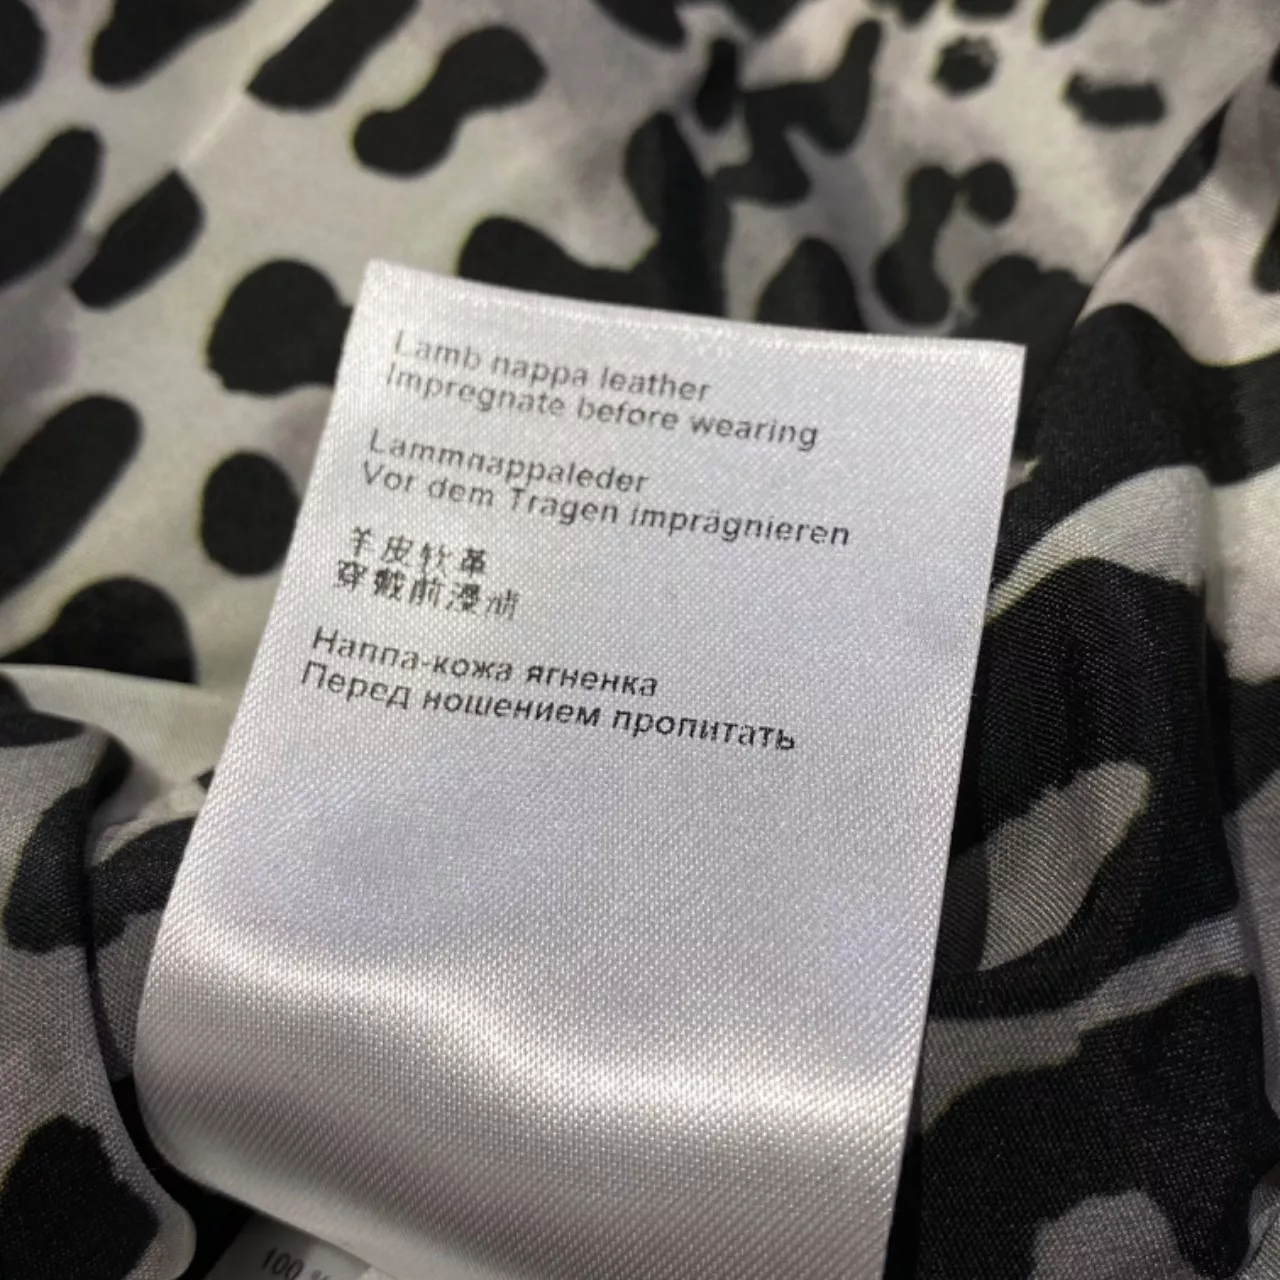 Lamb nappa leather
Impregnate before wearing
Lammnappaleder
Vor dem Tragen imprägnieren
羊皮软革
穿戴前浸渍
Наппа-кожа ягненка
Перед ношением пропитать
100 %